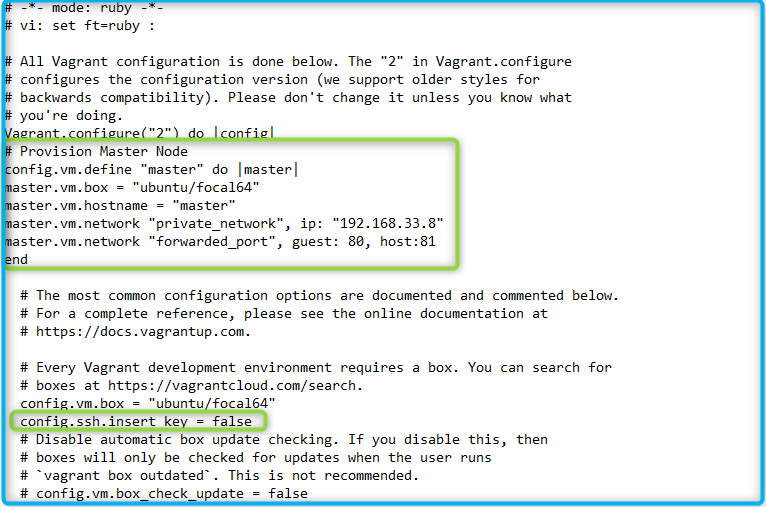 # -*- mode: ruby -*-
# vi: set ft=ruby :
# All Vagrant configuration is done below. The "2" in Vagrant.configure
# configures the configuration version (we support older styles for
# backwards compatibility). Please don't change it unless you know what
# you're doing.
Vagrant.configure("2") do |config|
# Provision Master Node
config.vm.define "master" do |master|
master.vm.box = "ubuntu/focal64"
master.vm.hostname = "master"
master.vm.network "private_network", ip: "192.168.33.8"
master.vm.network "forwarded_port", guest: 80, host:81
end
# The most common configuration options are documented and commented below.
# For a complete reference, please see the online documentation at
# https://docs.vagrantup.com.
# Every Vagrant development environment requires a box. You can search for
# boxes at https://vagrantcloud.com/search.
config.vm.box = "ubuntu/focal64"
config.ssh.insert_key = false
# Disable automatic box update checking. If you disable this, then
# boxes will only be checked for updates when the user runs
# `vagrant box outdated`. This is not recommended.
# config.vm.box_check_update = false